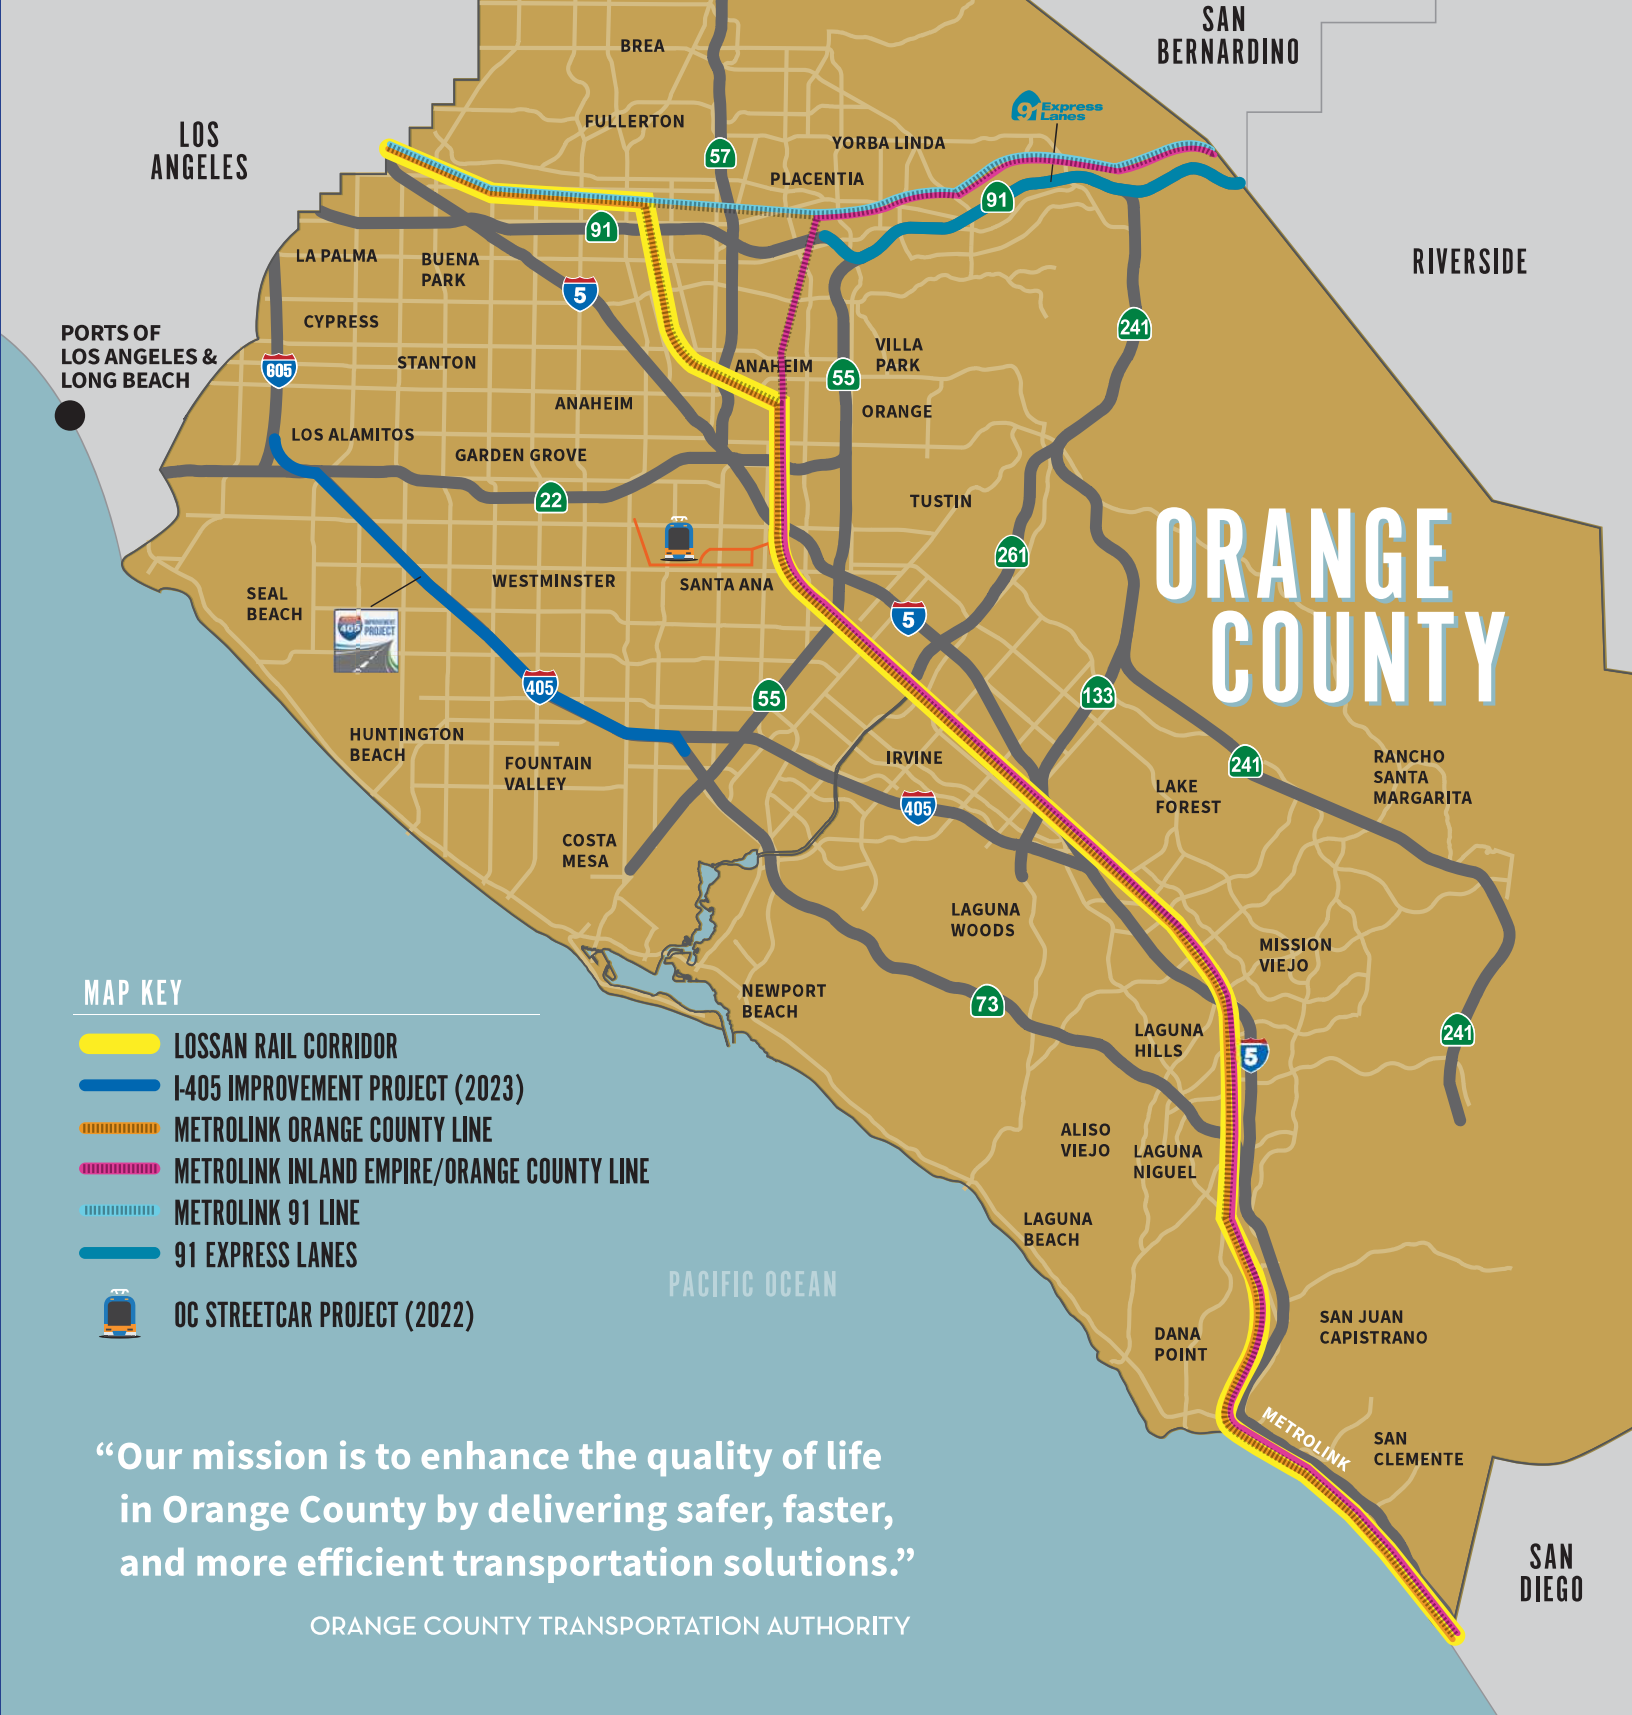 SAN
BERNARDINO
BREA
91 Express
Lanes
FULLERTON
LOS
ANGELES
YORBA LINDA
57
PLACENTIA
91
91
LA PALMA
BUENA
PARK
RIVERSIDE
5
CYPRESS
241
PORTS OF
LOS ANGELES &
LONG BEACH
VILLA
PARK
STANTON
ANAHEIM
605
55
ANAHEIM
ORANGE
LOS ALAMITOS
GARDEN GROVE
22
TUSTIN
ORANGE
COUNTY
261
WESTMINSTER
SANTA ANA
SEAL
BEACH
5
405
IMPROVEMENT
PROJECT
405
55
133
HUNTINGTON
BEACH
FOUNTAIN
VALLEY
IRVINE
241
RANCHO
SANTA
MARGARITA
LAKE
FOREST
405
COSTA
MESA
LAGUNA
WOODS
MISSION
VIEJO
NEWPORT
BEACH
73
LAGUNA
HILLS
5
241
ALISO
VIEJO
LAGUNA
NIGUEL
LAGUNA
BEACH
PACIFIC OCEAN
SAN JUAN
CAPISTRANO
DANA
POINT
METROLINK
SAN
CLEMENTE
SAN
DIEGO
MAP KEY
LOSSAN RAIL CORRIDOR
I-405 IMPROVEMENT PROJECT (2023)
METROLINK ORANGE COUNTY LINE
METROLINK INLAND EMPIRE/ORANGE COUNTY LINE
METROLINK 91 LINE
91 EXPRESS LANES
OC STREETCAR PROJECT (2022)
“Our mission is to enhance the quality of life
in Orange County by delivering safer, faster,
and more efficient transportation solutions.”
ORANGE COUNTY TRANSPORTATION AUTHORITY